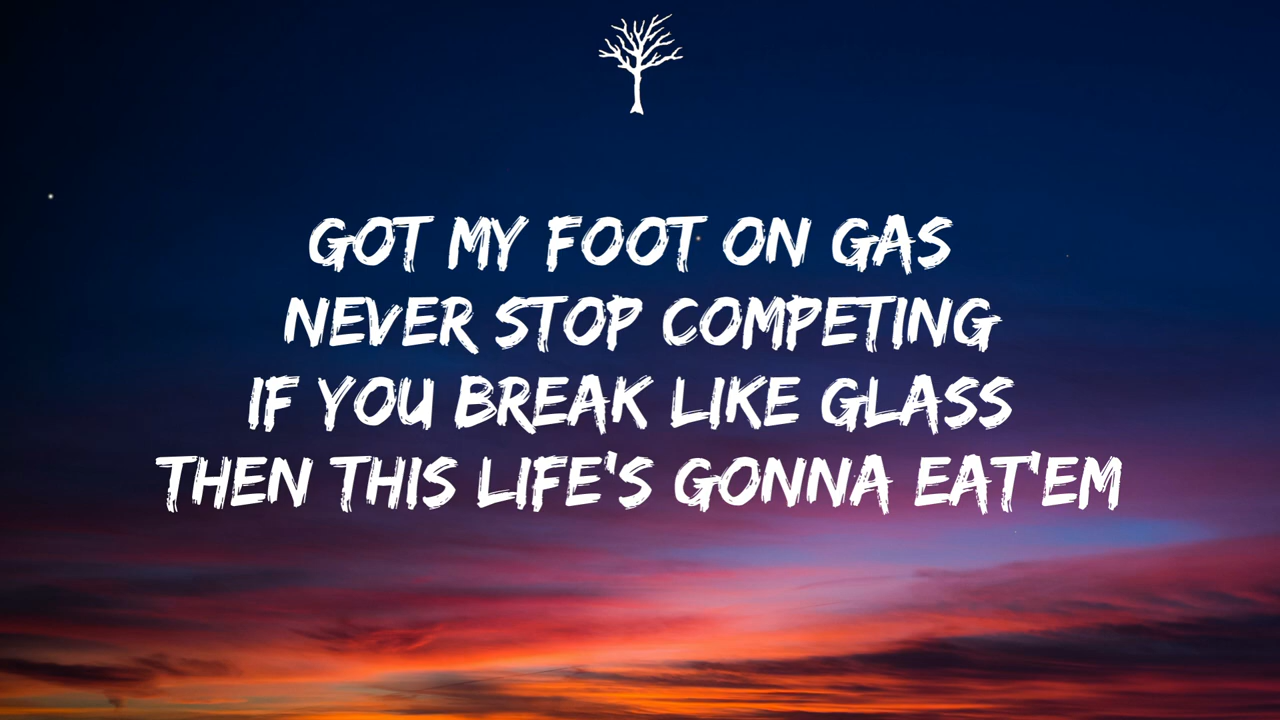 GOT MY FOOT ON GAS
NEVER STOP COMPETING
IF YOU BREAK LIKE GLASS
THEN THIS LIFE'S GONNA EAT'EM